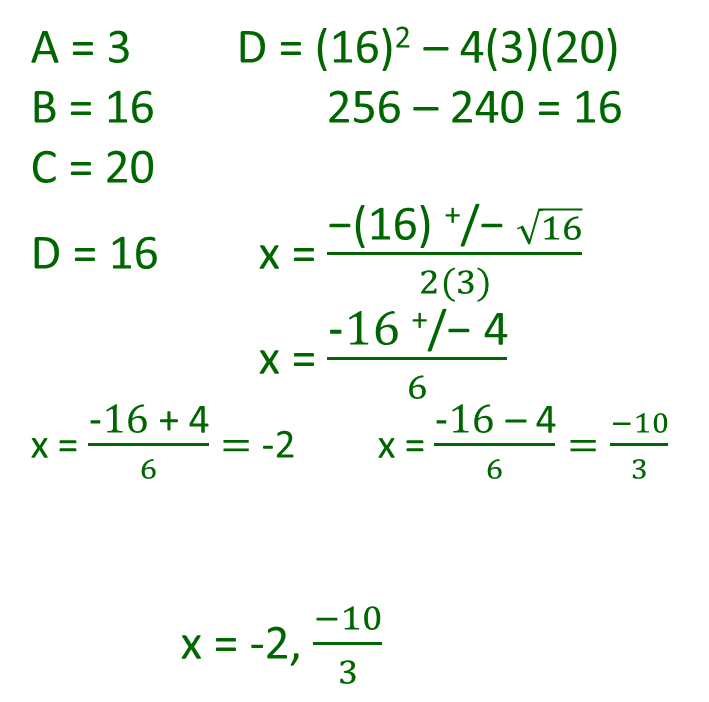 A = 3 D = (16)² – 4(3)(20)
B = 16 256 – 240 = 16
C = 20
D = 16 x = –(16) ⁺/– √16 / 2(3)
x = -16 ⁺/– 4 / 6
x = -16 + 4 / 6 = -2 x = -16 – 4 / 6 = −10 / 3
x = -2, −10 / 3